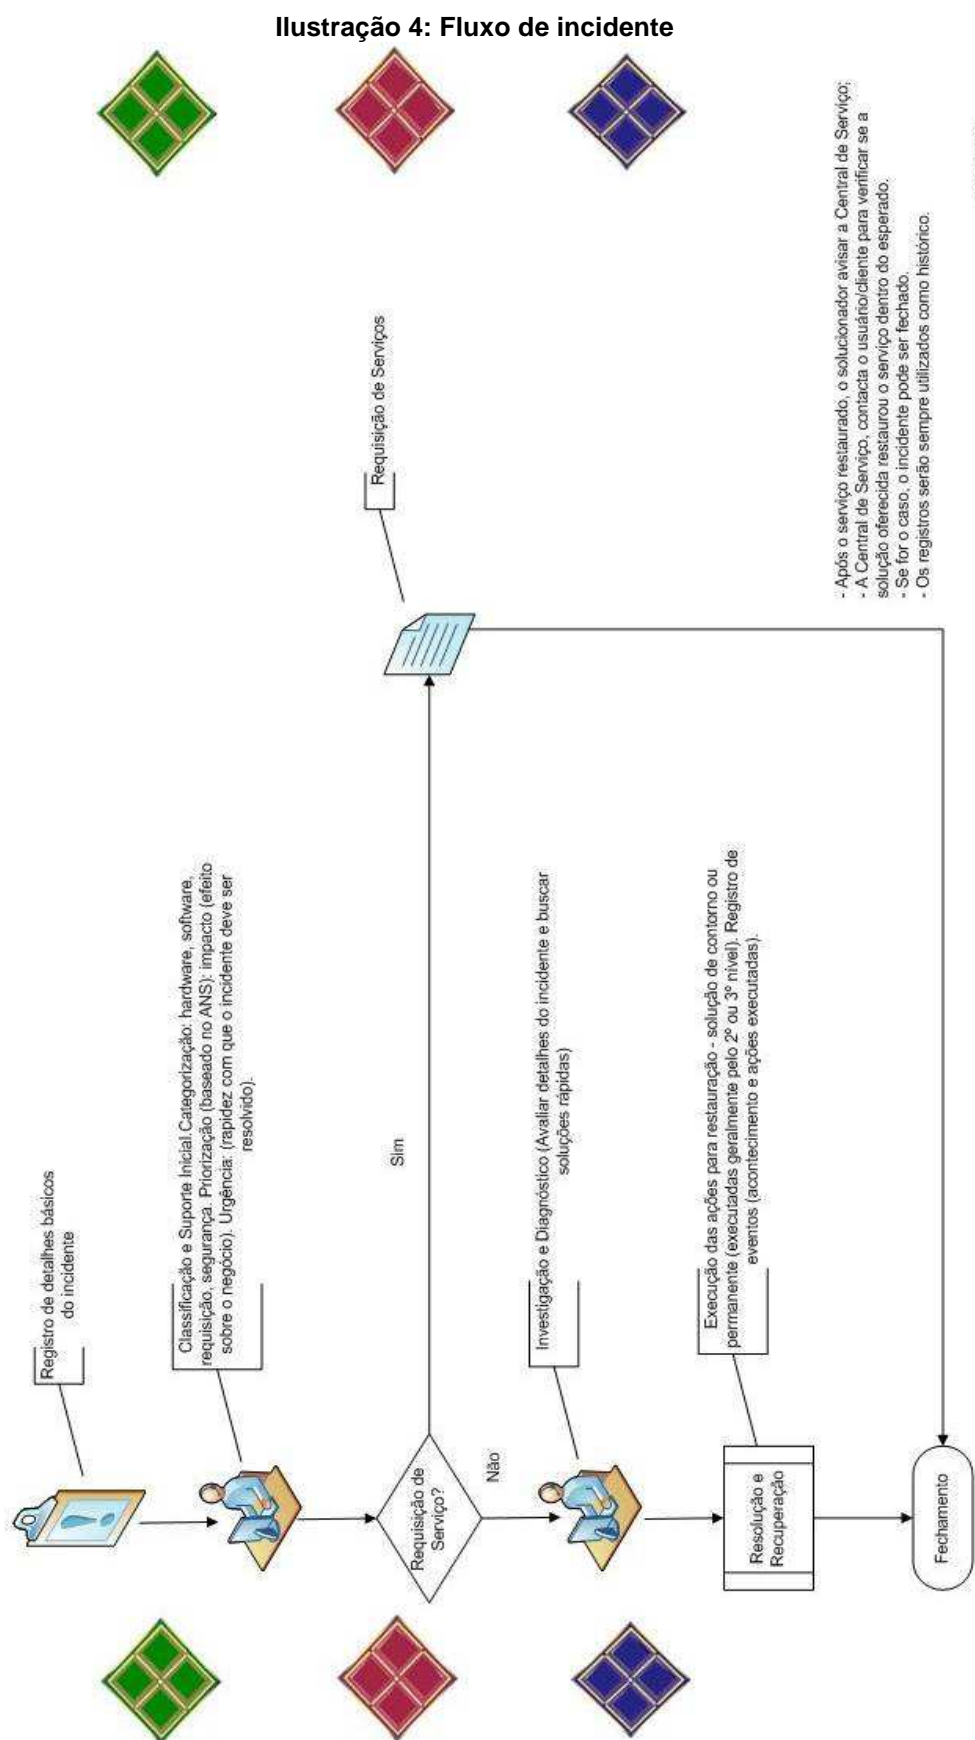 Ilustração 4: Fluxo de incidente
Registro de detalhes básicos
do incidente
Classificação e Suporte Inicial.Categorização: hardware, software,
requisição, segurança. Priorização (baseado no ANS): impacto (efeito
sobre o negócio). Urgência: (rapidez com que o incidente deve ser
resolvido).
Requisição de
Serviço?
Sim
Requisição de Serviços
Não
Investigação e Diagnóstico (Avaliar detalhes do incidente e buscar
soluções rápidas)
Resolução e
Recuperação
Execução das ações para restauração - solução de contorno ou
permanente (executadas geralmente pelo 2º ou 3º nível). Registro de
eventos (acontecimento e ações executadas).
Fechamento
- Após o serviço restaurado, o solucionador avisar a Central de Serviço;
- A Central de Serviço, contacta o usuário/cliente para verificar se a
solução oferecida restaurou o serviço dentro do esperado.
- Se for o caso, o incidente pode ser fechado.
- Os registros serão sempre utilizados como histórico.